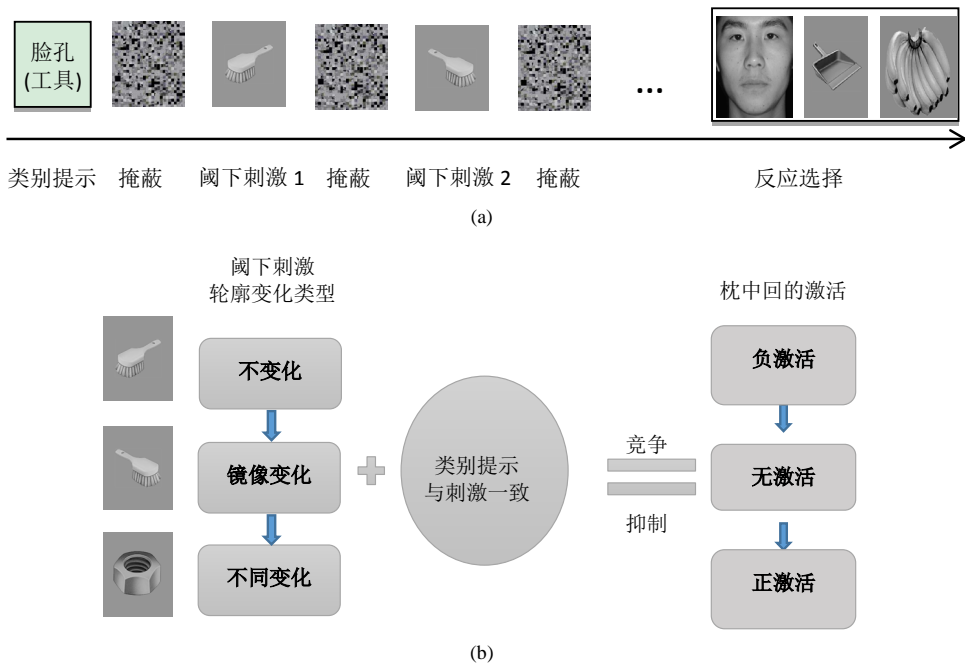 脸孔
(工具)
...
类别提示 掩蔽 阈下刺激 1 掩蔽 阈下刺激 2 掩蔽 反应选择
(a)
阈下刺激
轮廓变化类型
枕中回的激活
不变化
负激活
镜像变化
类别提示
与刺激一致
竞争
抑制
无激活
不同变化
正激活
(b)